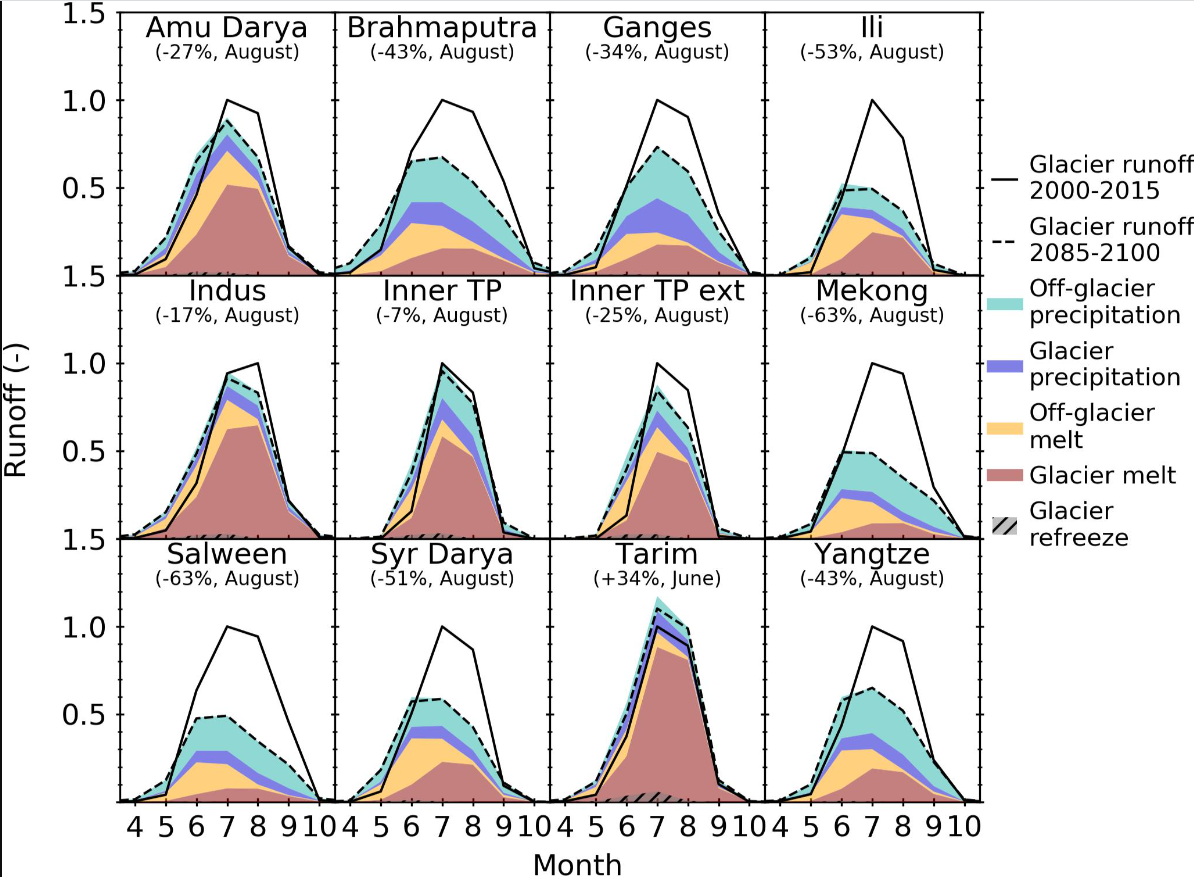 1.5
Amu Darya
(-27%, August)
Brahmaputra
(-43%, August)
Ganges
(-34%, August)
Ili
(-53%, August)
1.0
0.5
1.5
Indus
(-17%, August)
Inner TP
(-7%, August)
Inner TP ext
(-25%, August)
Mekong
(-63%, August)
1.0
0.5
1.5
Salween
(-63%, August)
Syr Darya
(-51%, August)
Tarim
(+34%, June)
Yangtze
(-43%, August)
1.0
0.5
4 5 6 7 8 9 10 4 5 6 7 8 9 10 4 5 6 7 8 9 10 4 5 6 7 8 9 10
Month
Runoff (-)
Glacier runoff
2000-2015
Glacier runoff
2085-2100
Off-glacier
precipitation
Glacier
precipitation
Off-glacier
melt
Glacier melt
Glacier
refreeze